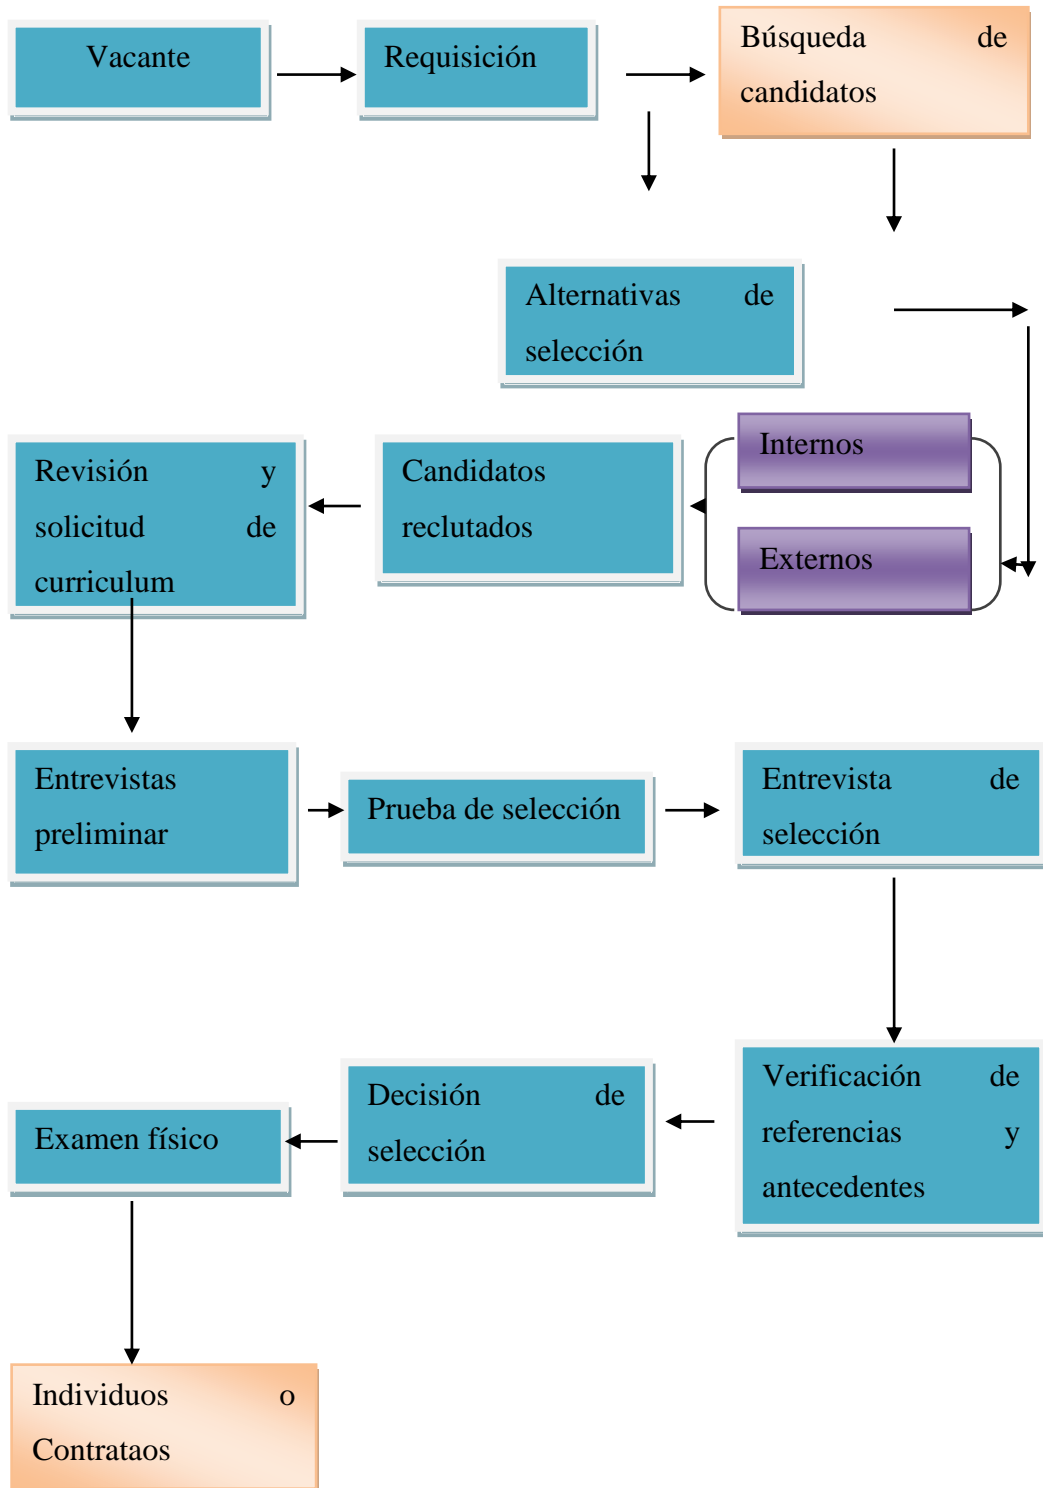 Vacante
Requisición
Búsqueda de
candidatos
Alternativas de
selección
Internos
Externos
Candidatos
reclutados
Revisión y
solicitud de
curriculum
Entrevistas
preliminar
Prueba de selección
Entrevista de
selección
Verificación de
referencias y
antecedentes
Decisión de
selección
Examen físico
Individuos o
Contrataos